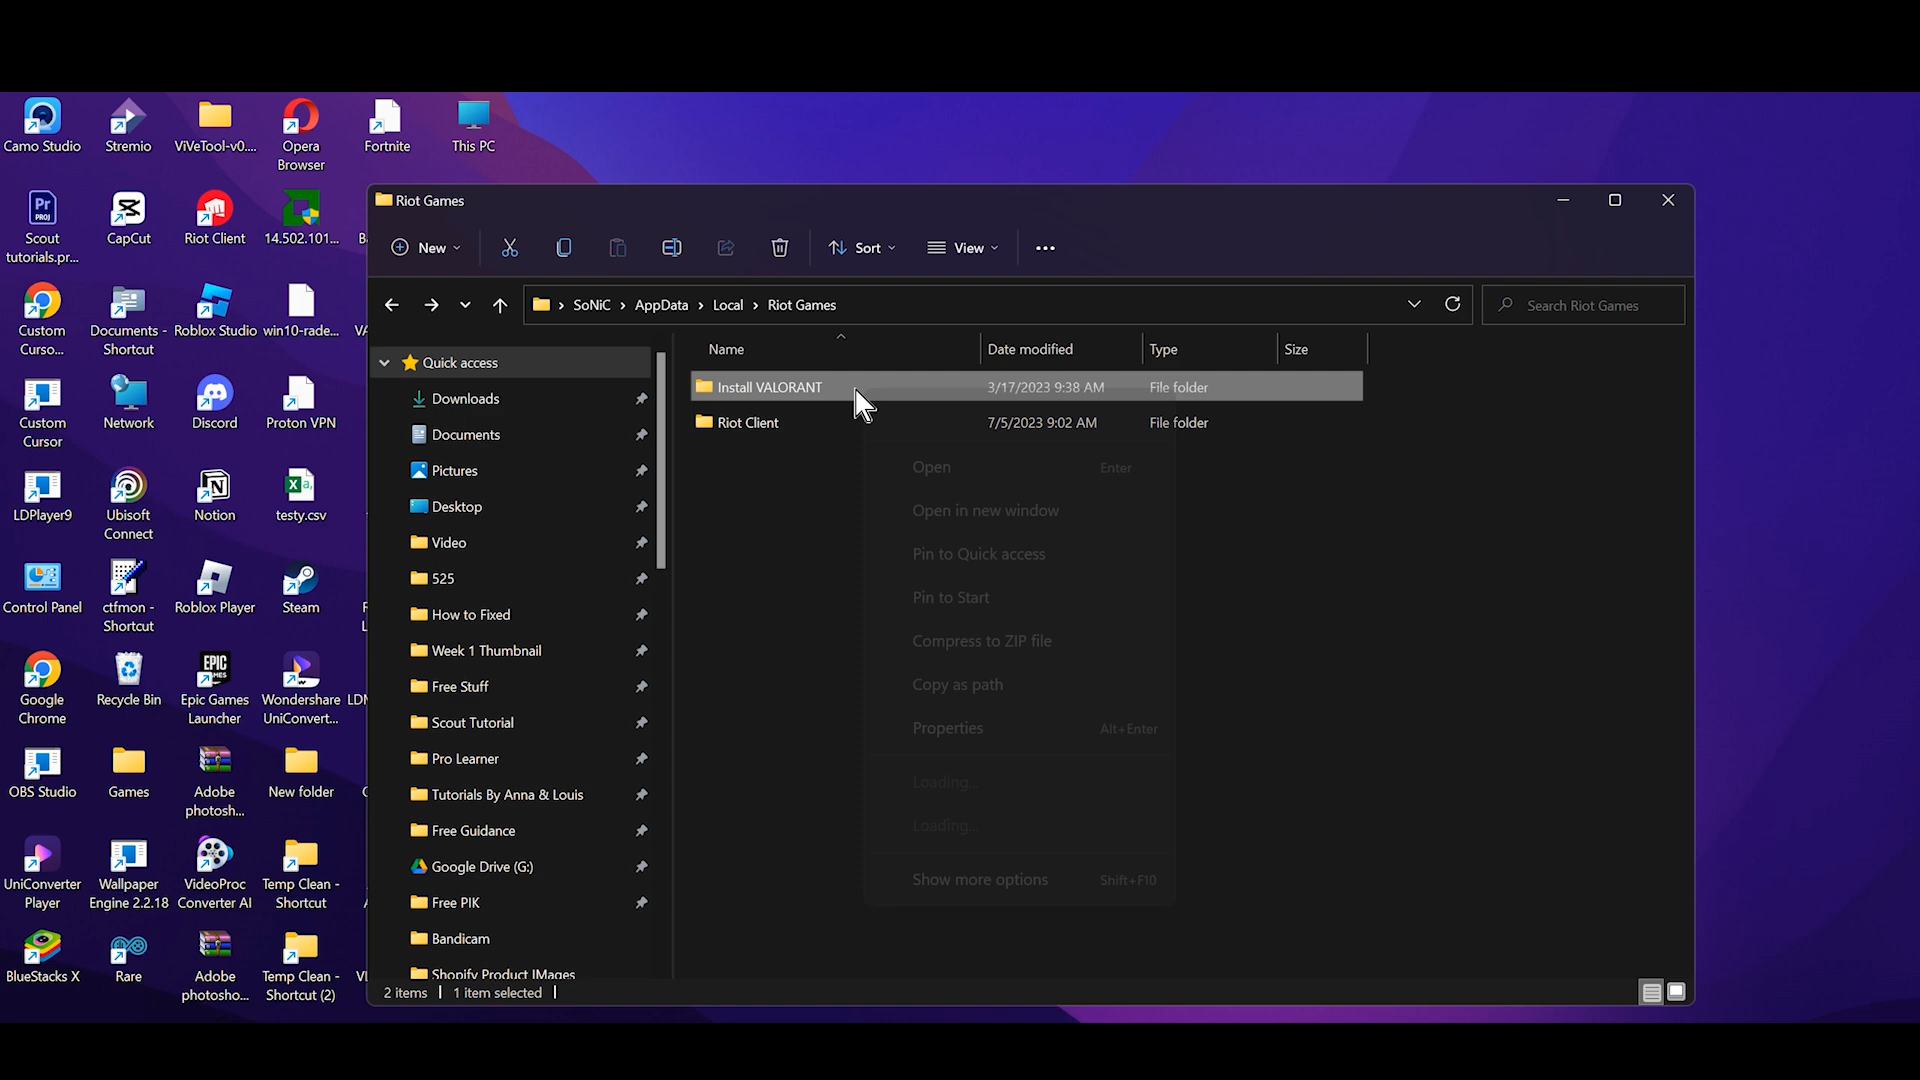 Camo Studio
Stremio
ViVeTool-v0....
Opera
Browser
Fortnite
This PC
Scout
tutorials.pr...
CapCut
Riot Client
14.502.101...
Custom
Curso...
Documents -
Shortcut
Roblox Studio
win10-rade...
Custom
Cursor
Network
Discord
Proton VPN
LDPlayer9
Ubisoft
Connect
Notion
testy.csv
Control Panel
ctfmon -
Shortcut
Roblox Player
Steam
Google
Chrome
Recycle Bin
Epic Games
Launcher
Wondershare
UniConvert...
OBS Studio
Games
Adobe
photosh...
New folder
UniConverter
Player
Wallpaper
Engine 2.2.18
VideoProc
Converter AI
Temp Clean -
Shortcut
BlueStacks X
Rare
Adobe
photosho...
Temp Clean -
Shortcut (2)
Riot Games
New
Sort
View
SoNiC > AppData > Local > Riot Games
Search Riot Games
Quick access
Downloads
Documents
Pictures
Desktop
Video
525
How to Fixed
Week 1 Thumbnail
Free Stuff
Scout Tutorial
Pro Learner
Tutorials By Anna & Louis
Free Guidance
Google Drive (G:)
Free PIK
Bandicam
Shopify Product IMages
Name Date modified Type Size
Install VALORANT 3/17/2023 9:38 AM File folder
Riot Client 7/5/2023 9:02 AM File folder
Open Enter
Open in new window
Pin to Quick access
Pin to Start
Compress to ZIP file
Copy as path
Properties Alt+Enter
Loading...
Loading...
Show more options Shift+F10
2 items
1 item selected